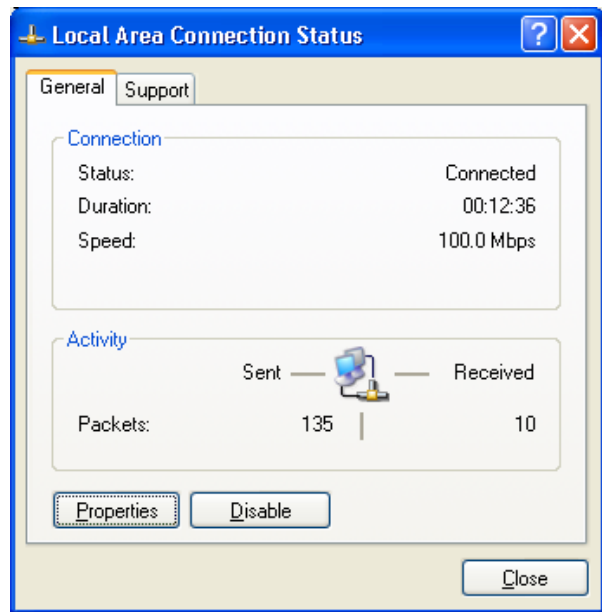 Local Area Connection Status
General Support
Connection
Status: Connected
Duration: 00:12:36
Speed: 100.0 Mbps
Activity
Sent Received
Packets: 135 10
Properties Disable
Close